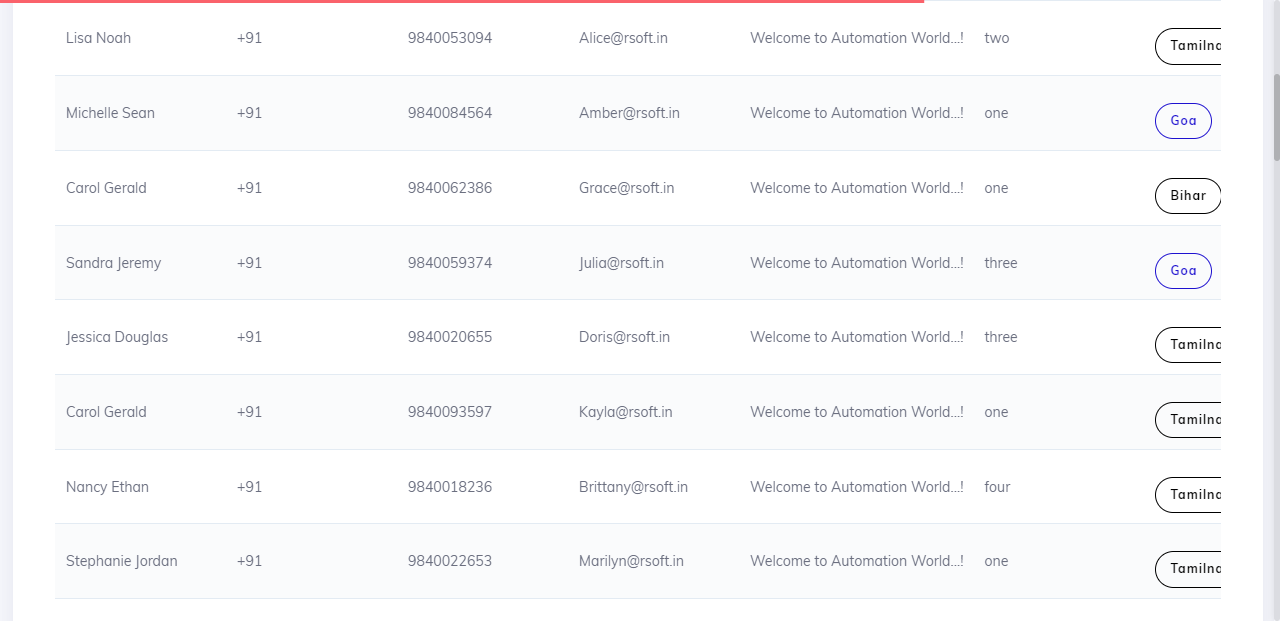 Lisa Noah +91 9840053094 Alice@rsoft.in Welcome to Automation World...! two
Michelle Sean +91 9840084564 Amber@rsoft.in Welcome to Automation World...! one Goa
Carol Gerald +91 9840062386 Grace@rsoft.in Welcome to Automation World...! one Bihar
Sandra Jeremy +91 9840059374 Julia@rsoft.in Welcome to Automation World...! three Goa
Jessica Douglas +91 9840020655 Doris@rsoft.in Welcome to Automation World...! three
Carol Gerald +91 9840093597 Kayla@rsoft.in Welcome to Automation World...! one
Nancy Ethan +91 9840018236 Brittany@rsoft.in Welcome to Automation World...! four
Stephanie Jordan +91 9840022653 Marilyn@rsoft.in Welcome to Automation World...! one